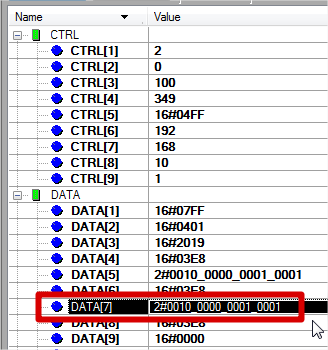 Name Value
CTRL
CTRL[1] 2
CTRL[2] 0
CTRL[3] 100
CTRL[4] 349
CTRL[5] 16#04FF
CTRL[6] 192
CTRL[7] 168
CTRL[8] 10
CTRL[9] 1
DATA
DATA[1] 16#07FF
DATA[2] 16#0401
DATA[3] 16#2019
DATA[4] 16#03E8
DATA[5] 2#0010_0000_0001_0001
DATA[6] 16#03E8
DATA[7] 2#0010_0000_0001_0001
DATA[8] 16#03E8
DATA[9] 16#0000